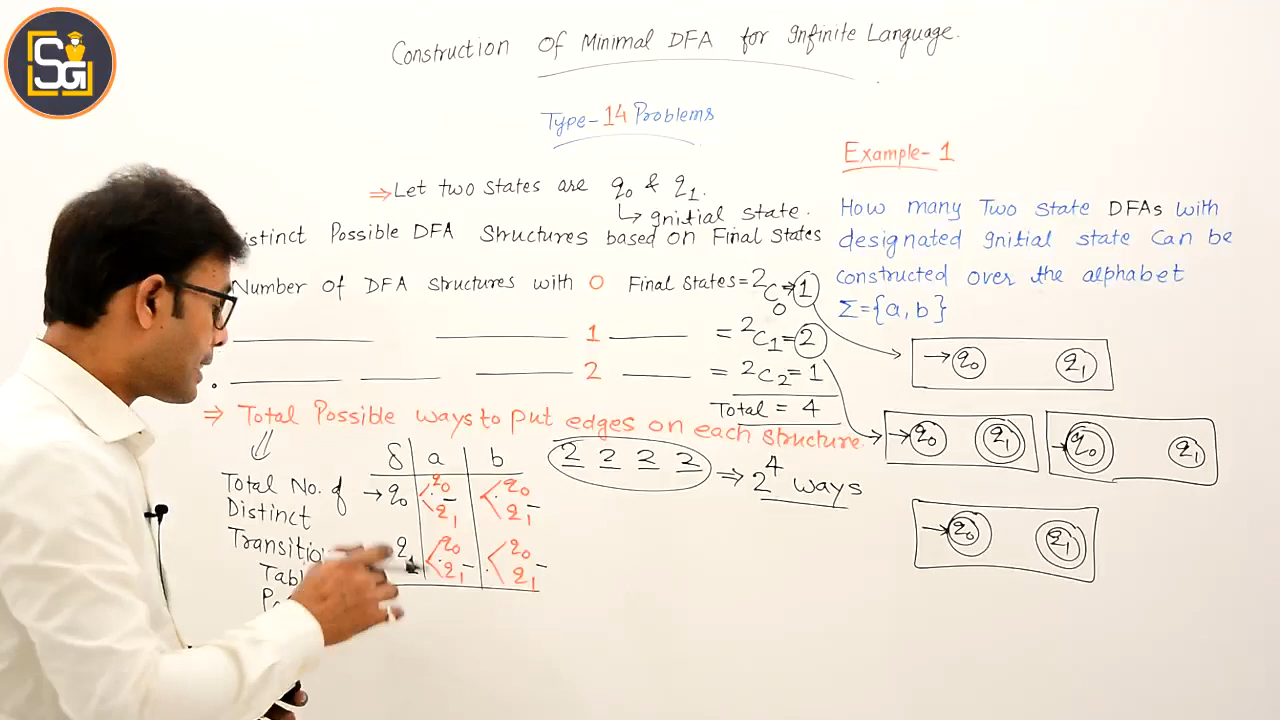 SG
Construction Of Minimal DFA for Infinite Language.
Type-14 Problems
⇒ Let two states are q₀ & q₁.
↳ Initial state.
istinct Possible DFA Structures based on Final States
Number of DFA structures with 0 Final States = ²C₀ ⇒ 1
1 = ²C₁ = 2
2 = ²C₂ = 1
Total = 4
⇒ Total Possible ways to put edges on each structure.
Total No. of
Distinct
Transitio
Tab
δ a b
→ q₀ q₀ q₁ q₀ q₁
q₁ q₀ q₁ q₀ q₁
2 2 2 2 ⇒ 2⁴ ways
Example-1
How many Two state DFAs with
designated Initial state can be
constructed over the alphabet
Σ={a, b}
→ q₀ q₁
→ q₀ q₁
→ q₀ q₁
→ q₀ q₁